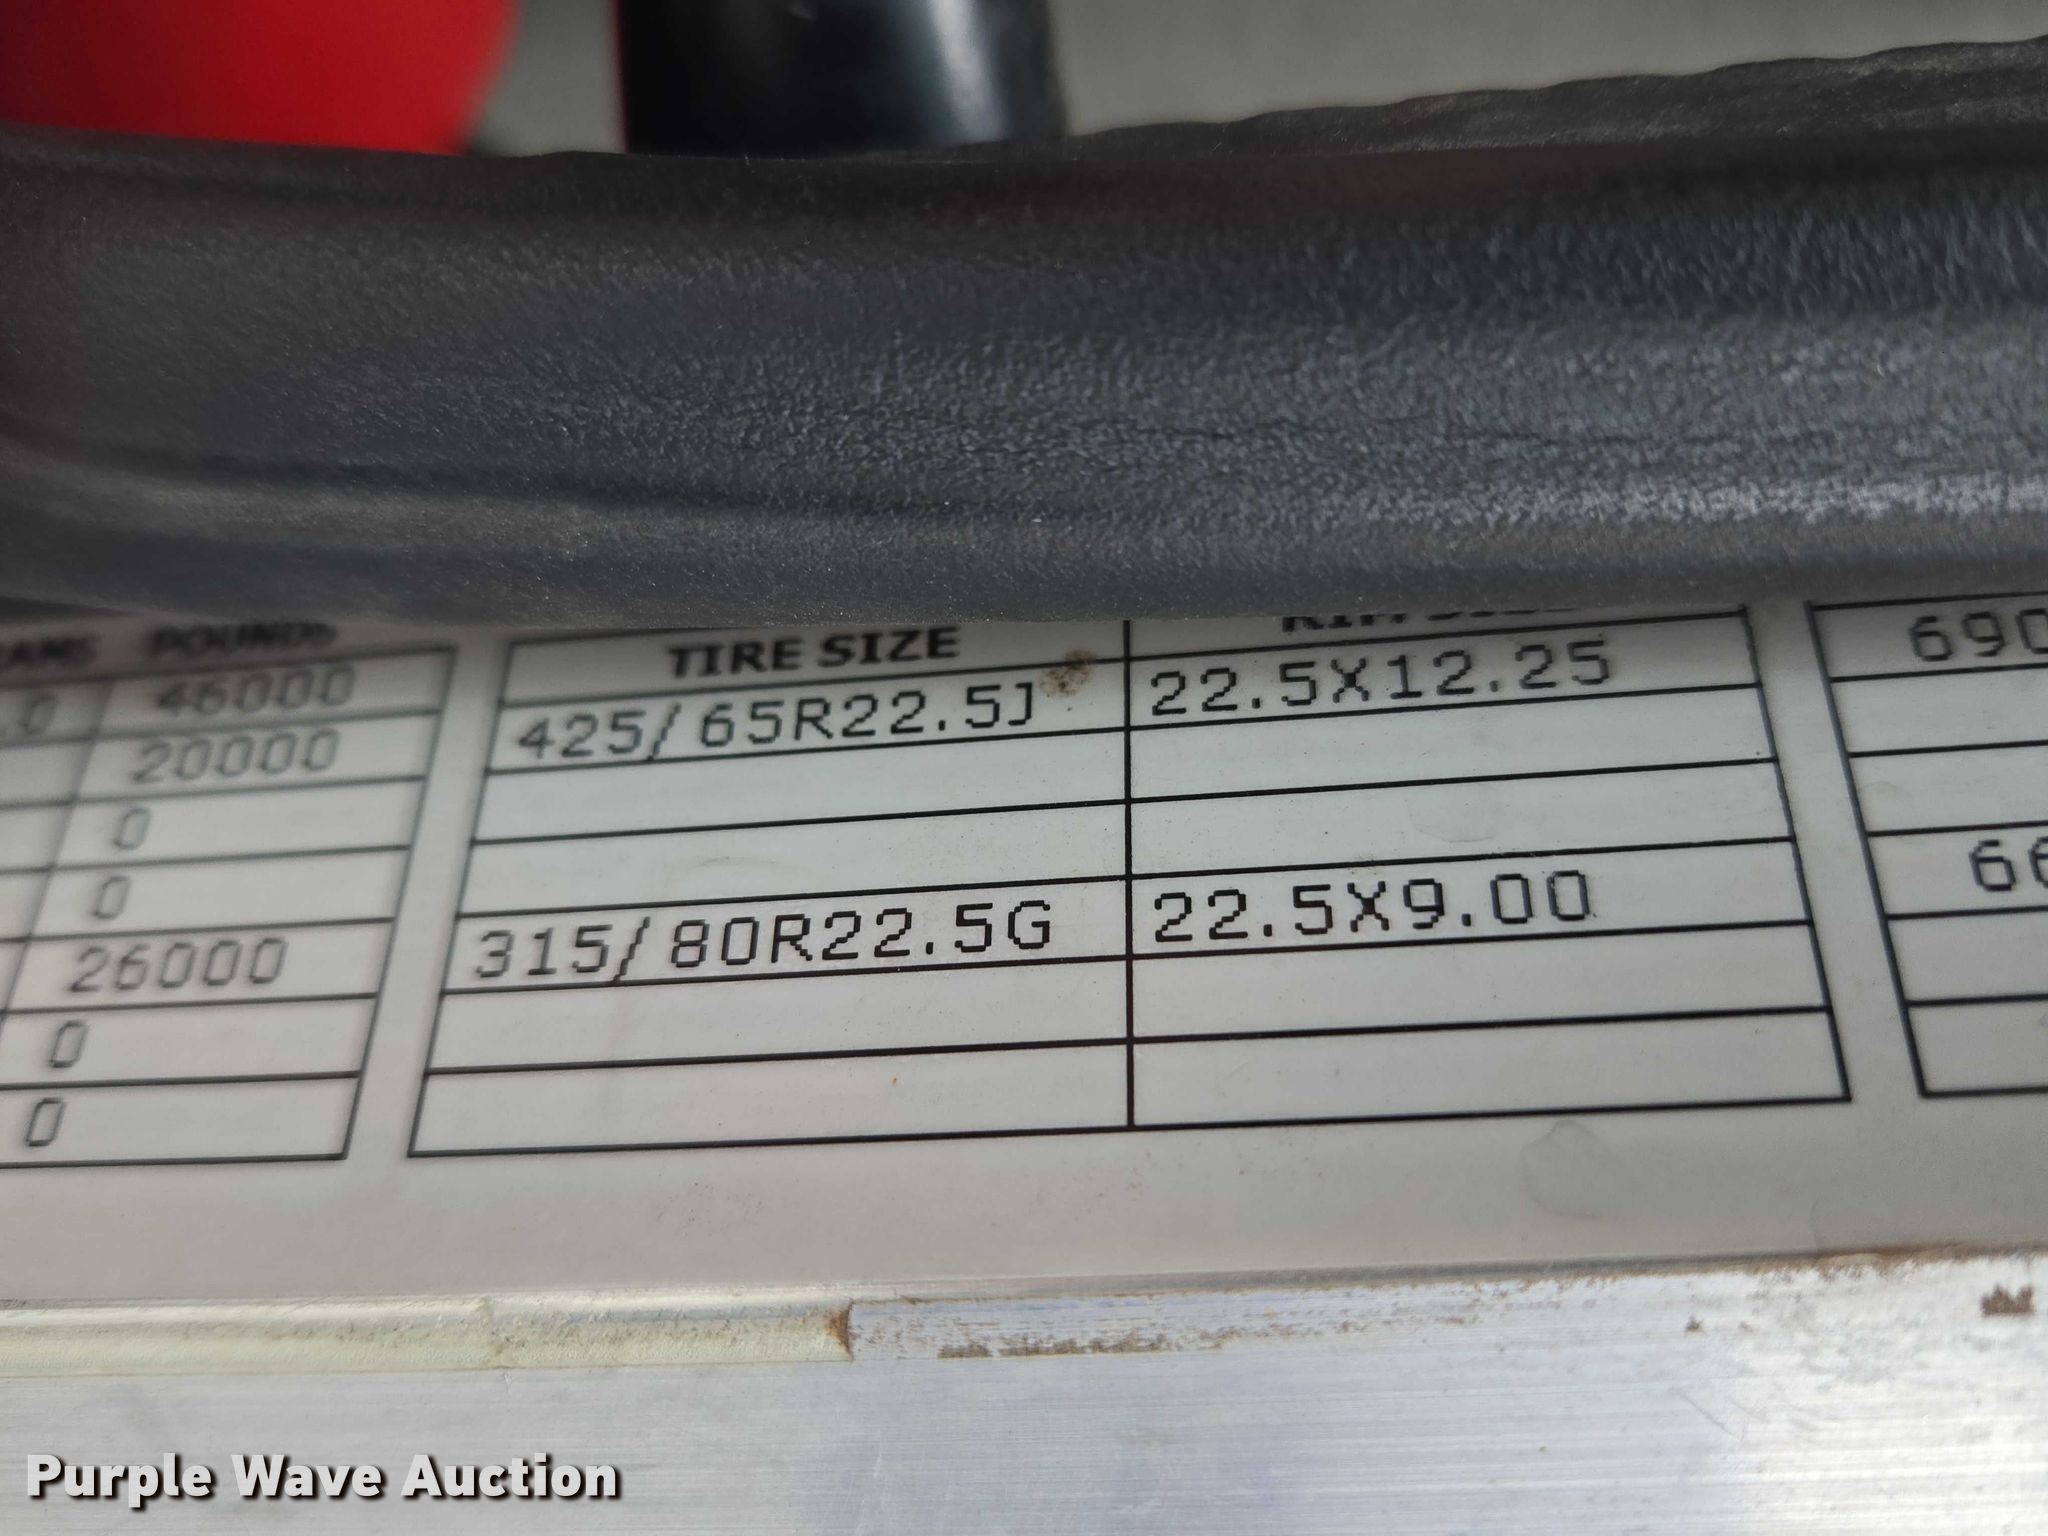 POUNDS
TIRE SIZE
46000 425/65R22.5J 22.5X12.25 690
20000
0
0
26000 315/80R22.5G 22.5X9.00 66
0
0
Purple Wave Auction